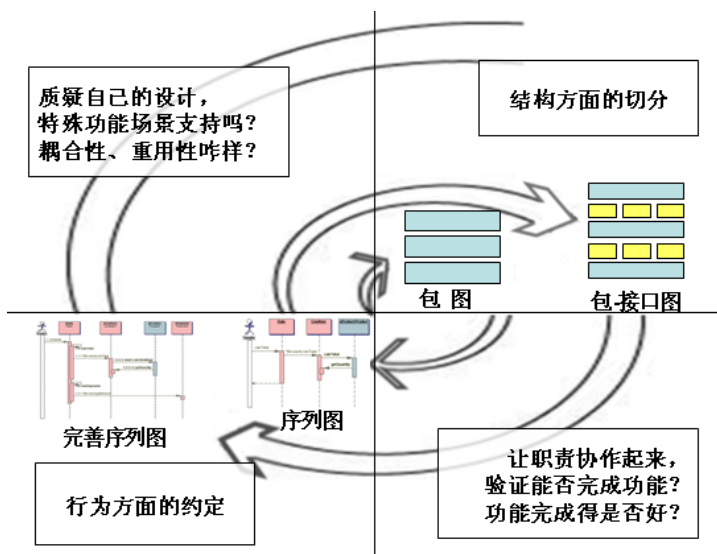 质疑自己的设计，
特殊功能场景支持吗？
耦合性、重用性咋样？
结构方面的切分
包 图
包-接口图
序列图
完善序列图
行为方面的约定
让职责协作起来，
验证能否完成功能？
功能完成得是否好？